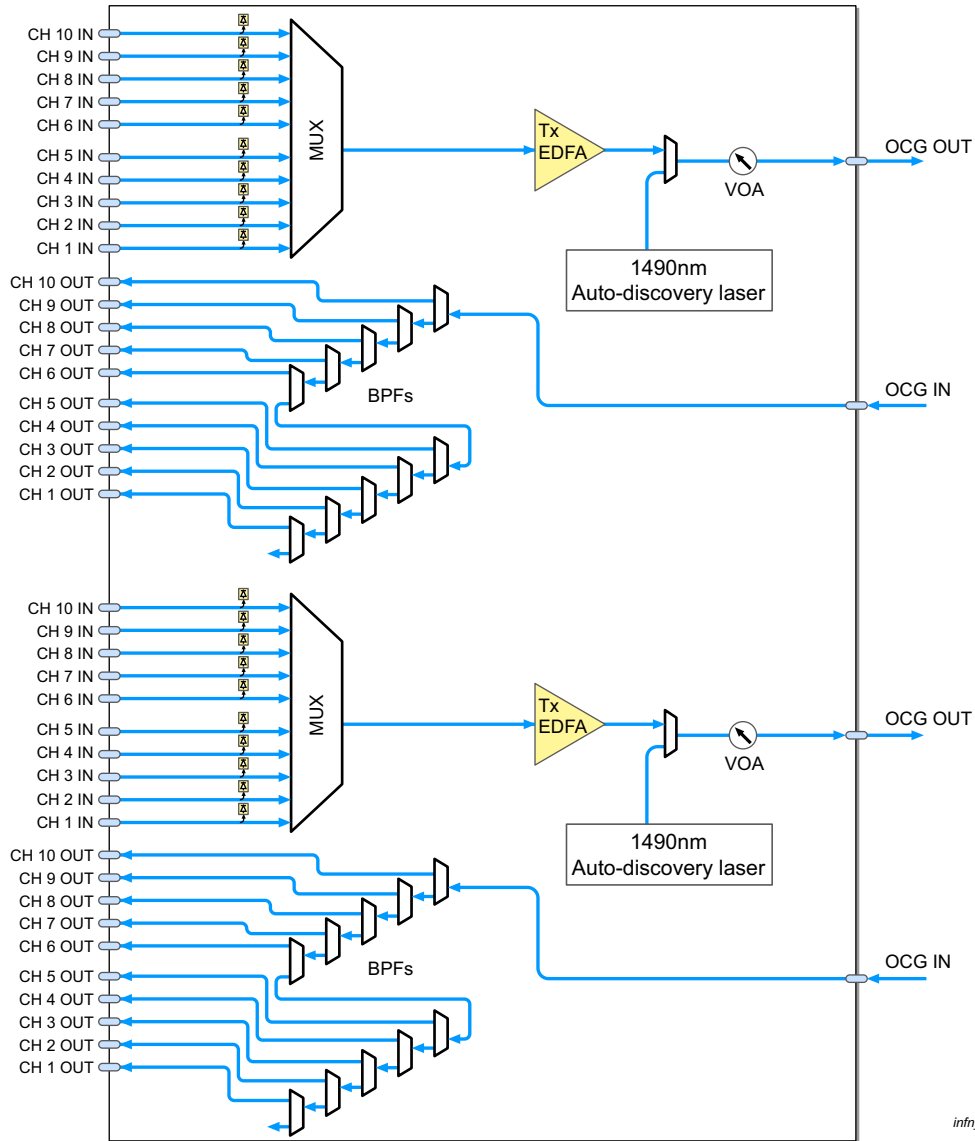 CH 10 IN
CH 9 IN
CH 8 IN
CH 7 IN
CH 6 IN
CH 5 IN
CH 4 IN
CH 3 IN
CH 2 IN
CH 1 IN
MUX
Tx
EDFA
VOA
OCG OUT
1490nm
Auto-discovery laser
CH 10 OUT
CH 9 OUT
CH 8 OUT
CH 7 OUT
CH 6 OUT
CH 5 OUT
CH 4 OUT
CH 3 OUT
CH 2 OUT
CH 1 OUT
BPFs
OCG IN
CH 10 IN
CH 9 IN
CH 8 IN
CH 7 IN
CH 6 IN
CH 5 IN
CH 4 IN
CH 3 IN
CH 2 IN
CH 1 IN
MUX
Tx
EDFA
VOA
OCG OUT
1490nm
Auto-discovery laser
CH 10 OUT
CH 9 OUT
CH 8 OUT
CH 7 OUT
CH 6 OUT
CH 5 OUT
CH 4 OUT
CH 3 OUT
CH 2 OUT
CH 1 OUT
BPFs
OCG IN